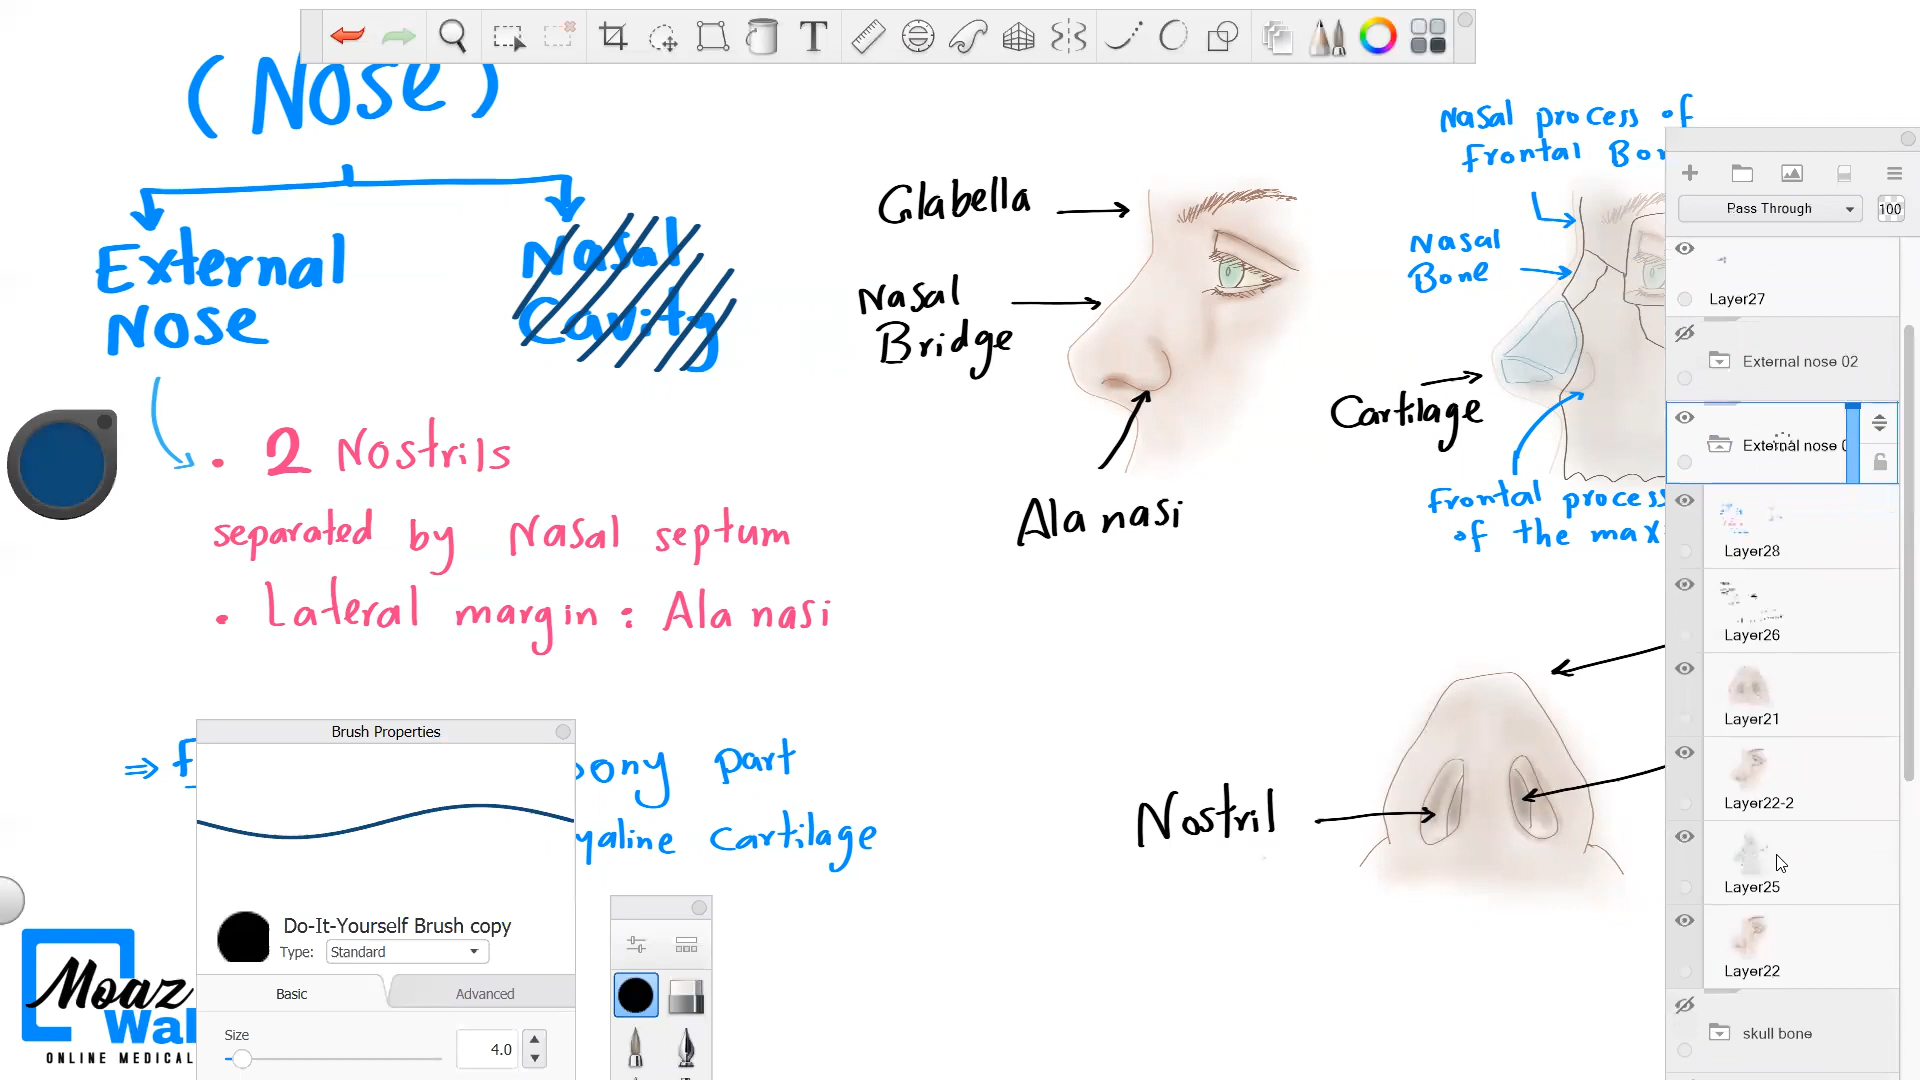 (Nose)
External
Nose
Nasal
Cavity
. 2 Nostrils
separated by Nasal septum
. Lateral margin : Ala nasi
⇒
bony part
yaline Cartilage
Glabella
Nasal
Bridge
Ala nasi
Nasal process of
frontal Bon
Nasal
Bone
Cartilage
frontal process
of the max
Nostril
Pass Through
100
Layer27
External nose 02
External nose 0
Layer28
Layer26
Layer21
Layer22-2
Layer25
Layer22
skull bone
Brush Properties
Do-It-Yourself Brush copy
Type: Standard
Basic
Advanced
Size
4.0
Moaz
Wal
ONLINE MEDICAL
T